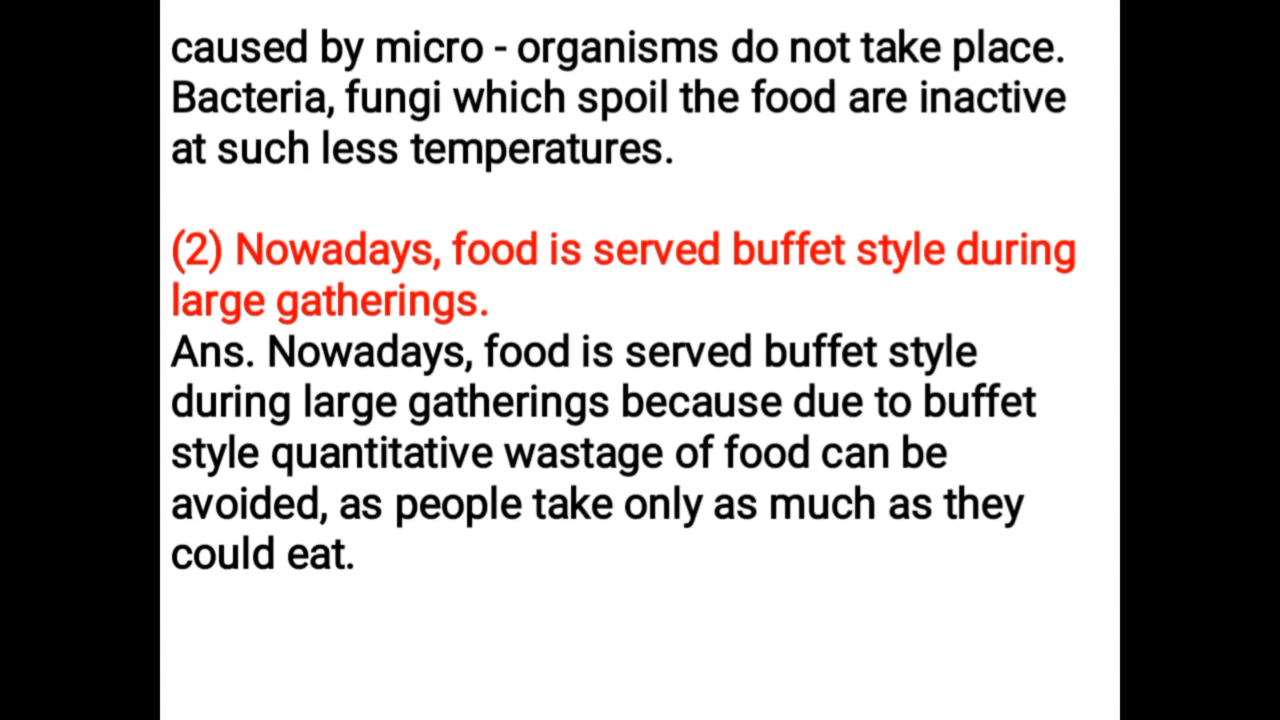 caused by micro - organisms do not take place.
Bacteria, fungi which spoil the food are inactive
at such less temperatures.
(2) Nowadays, food is served buffet style during
large gatherings.
Ans. Nowadays, food is served buffet style
during large gatherings because due to buffet
style quantitative wastage of food can be
avoided, as people take only as much as they
could eat.